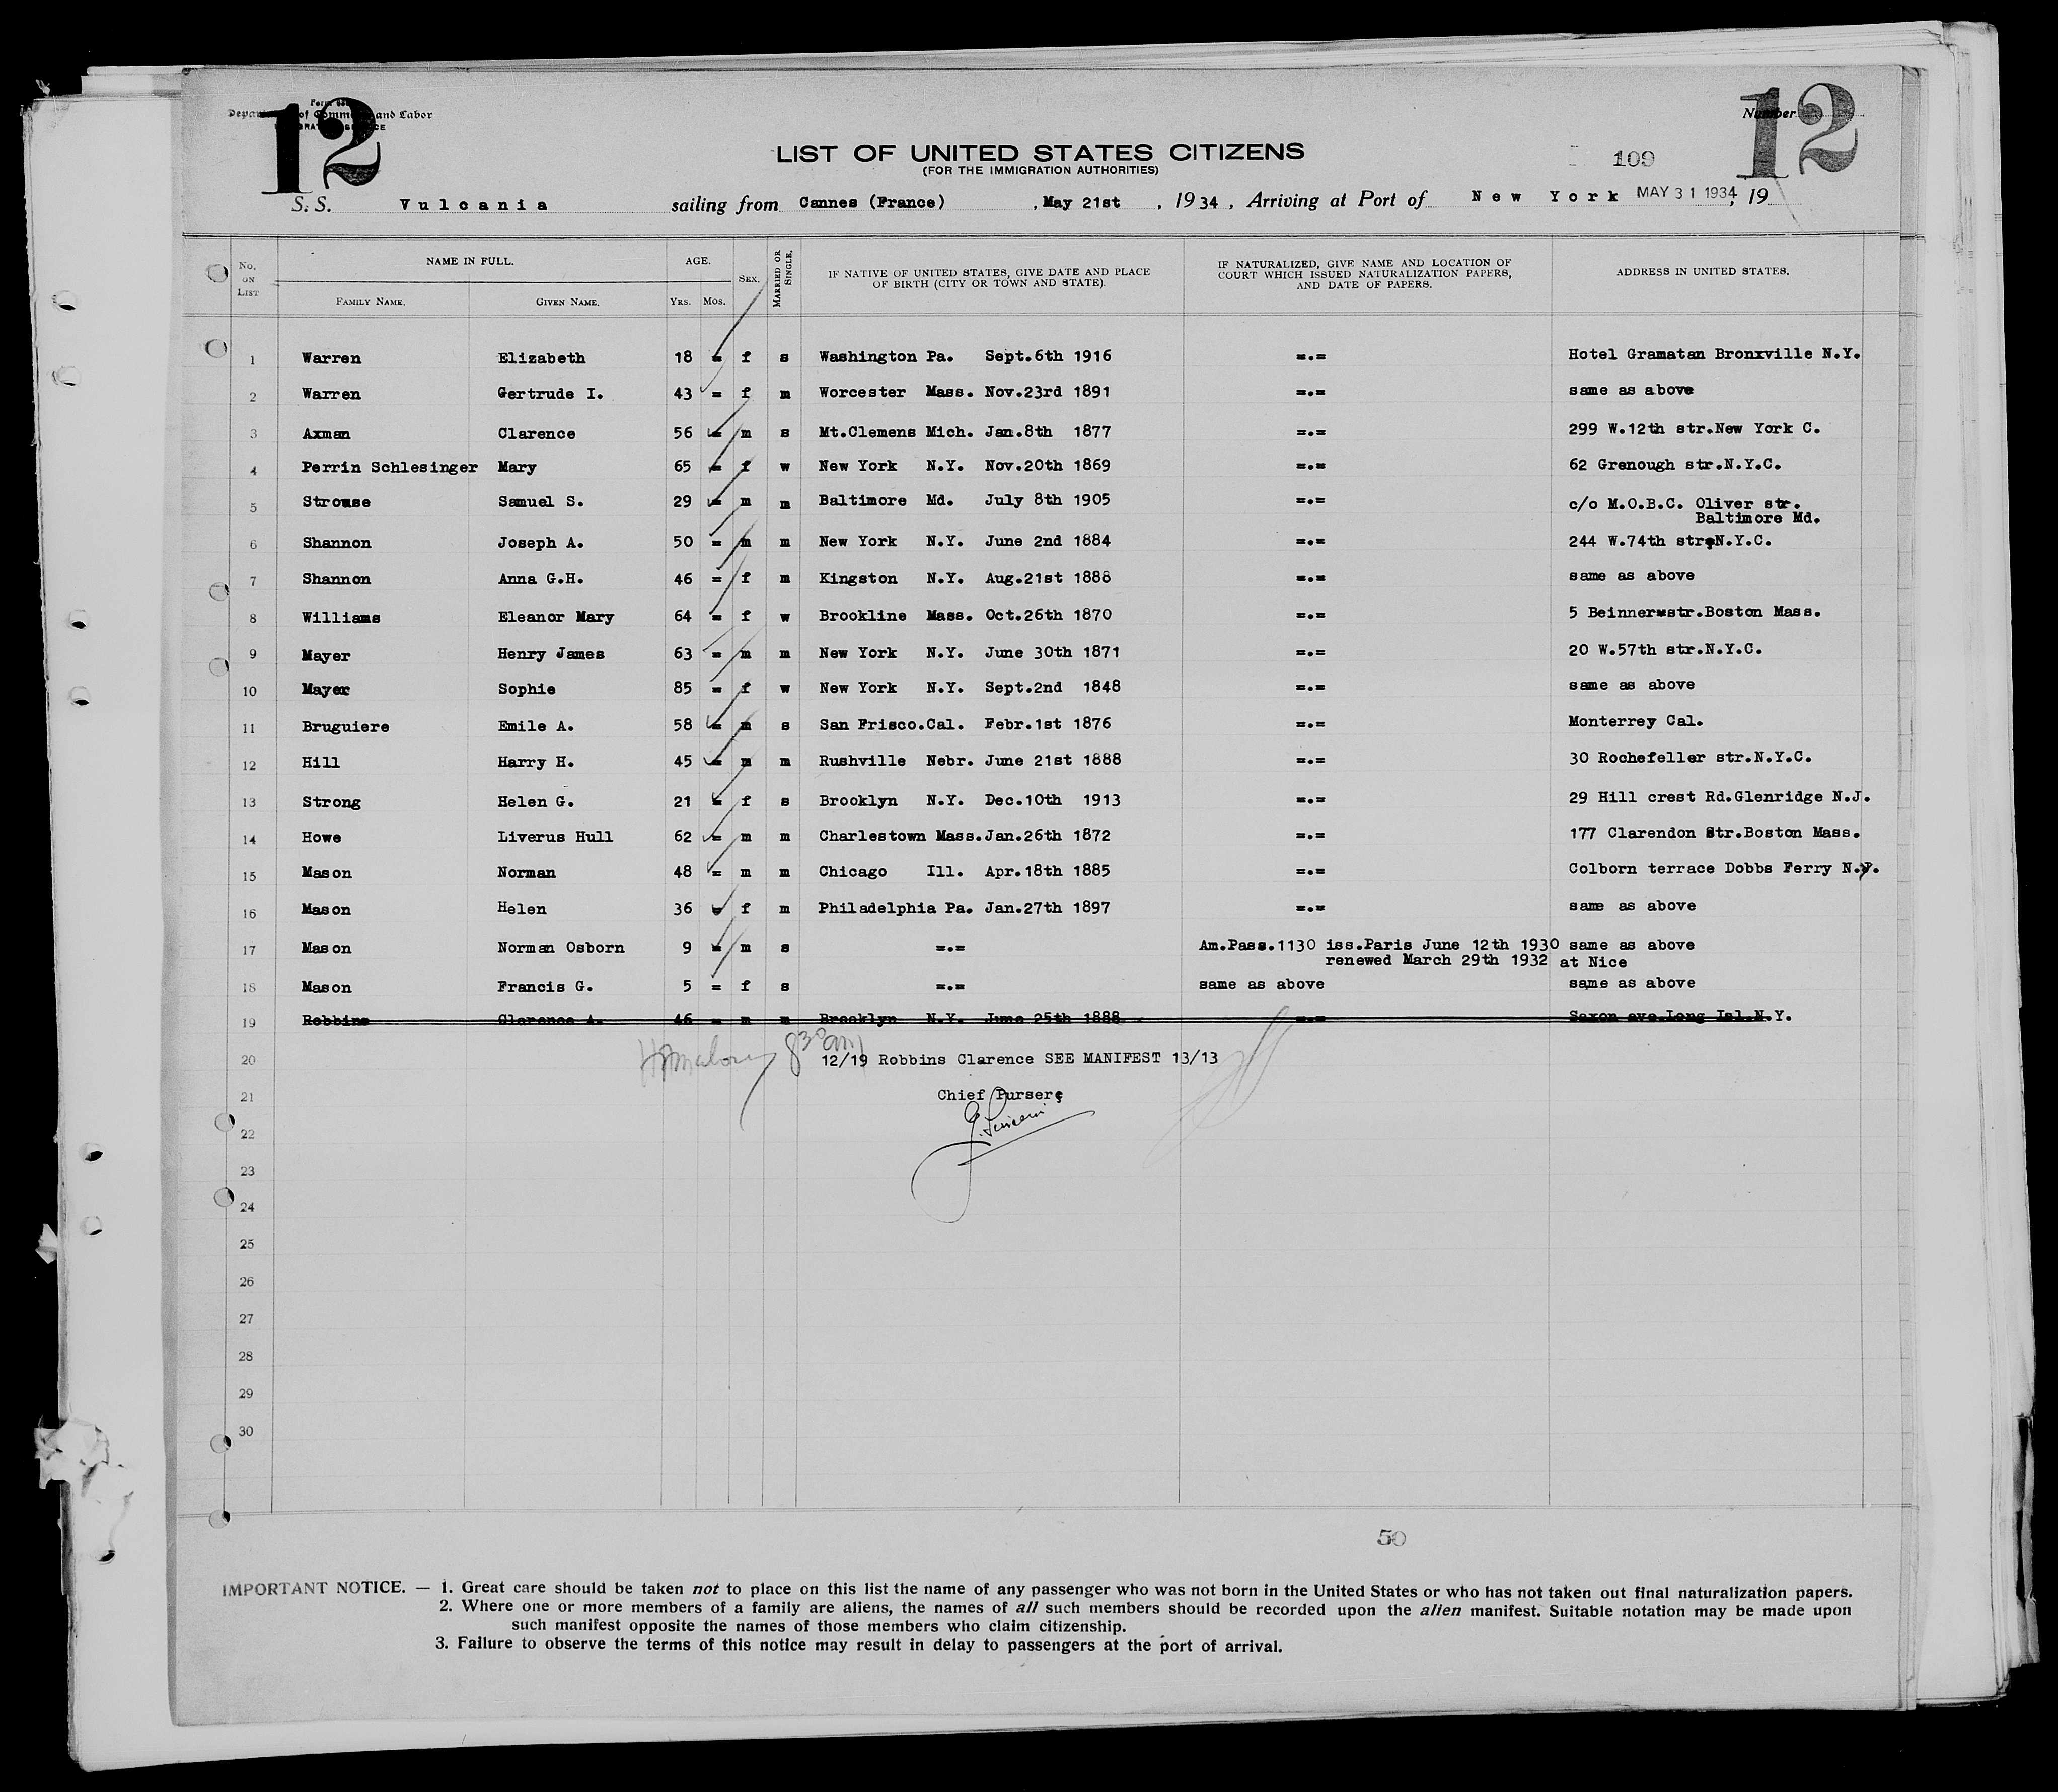 12
Form
Department of Commerce and Labor
12
Number
LIST OF UNITED STATES CITIZENS
(FOR THE IMMIGRATION AUTHORITIES)
109
S. S. Vulcania sailing from Cannes (France), May 21st, 1934, Arriving at Port of New York MAY 31 1934, 19
No. ON LIST
NAME IN FULL.
FAMILY NAME.
GIVEN NAME.
AGE.
YRS. MOS.
SEX.
MARRIED OR SINGLE.
IF NATIVE OF UNITED STATES, GIVE DATE AND PLACE
OF BIRTH (CITY OR TOWN AND STATE).
IF NATURALIZED, GIVE NAME AND LOCATION OF
COURT WHICH ISSUED NATURALIZATION PAPERS,
AND DATE OF PAPERS.
ADDRESS IN UNITED STATES.
1 Warren Elizabeth 18 = f s Washington Pa. Sept.6th 1916 =.= Hotel Gramatan Bronxville N.Y.
2 Warren Gertrude I. 43 = f m Worcester Mass. Nov.23rd 1891 =.= same as above
3 Axman Clarence 56 = m s Mt.Clemens Mich. Jan.8th 1877 =.= 299 W.12th str.New York C.
4 Perrin Schlesinger Mary 65 = f w New York N.Y. Nov.20th 1869 =.= 62 Grenough str.N.Y.C.
5 Strouse Samuel S. 29 = m m Baltimore Md. July 8th 1905 =.= c/o M.O.B.C. Oliver str.
Baltimore Md.
6 Shannon Joseph A. 50 = m m New York N.Y. June 2nd 1884 =.= 244 W.74th str.N.Y.C.
7 Shannon Anna G.H. 46 = f m Kingston N.Y. Aug.21st 1888 =.= same as above
8 Williams Eleanor Mary 64 = f w Brookline Mass. Oct.26th 1870 =.= 5 Beinnerwstr.Boston Mass.
9 Mayer Henry James 63 = m m New York N.Y. June 30th 1871 =.= 20 W.57th str.N.Y.C.
10 Mayer Sophie 85 = f w New York N.Y. Sept.2nd 1848 =.= same as above
11 Bruguiere Emile A. 58 = m s San Frisco.Cal. Febr.1st 1876 =.= Monterrey Cal.
12 Hill Harry H. 45 = m m Rushville Nebr. June 21st 1888 =.= 30 Rochefeller str.N.Y.C.
13 Strong Helen G. 21 = f s Brooklyn N.Y. Dec.10th 1913 =.= 29 Hill crest Rd.Glenridge N.J.
14 Howe Liverus Hull 62 = m m Charlestown Mass.Jan.26th 1872 =.= 177 Clarendon Str.Boston Mass.
15 Mason Norman 48 = m m Chicago Ill. Apr.18th 1885 =.= Colborn terrace Dobbs Ferry N.Y.
16 Mason Helen 36 = f m Philadelphia Pa. Jan.27th 1897 =.= same as above
17 Mason Norman Osborn 9 = m s =.= Am.Pass.1130 iss.Paris June 12th 1930 same as above
renewed March 29th 1932 at Nice
18 Mason Francis G. 5 = f s =.= same as above same as above
19 Robbins Clarence A. 46 = m m Brooklyn N.Y. June 25th 1888 =.= Saxon ave.Long Isl.N.Y.
20 8 30 am 12/19 Robbins Clarence SEE MANIFEST 13/13
21 Chief Purser
22
23
24
25
26
27
28
29
30
50
IMPORTANT NOTICE. — 1. Great care should be taken not to place on this list the name of any passenger who was not born in the United States or who has not taken out final naturalization papers.
2. Where one or more members of a family are aliens, the names of all such members should be recorded upon the alien manifest. Suitable notation may be made upon
such manifest opposite the names of those members who claim citizenship.
3. Failure to observe the terms of this notice may result in delay to passengers at the port of arrival.